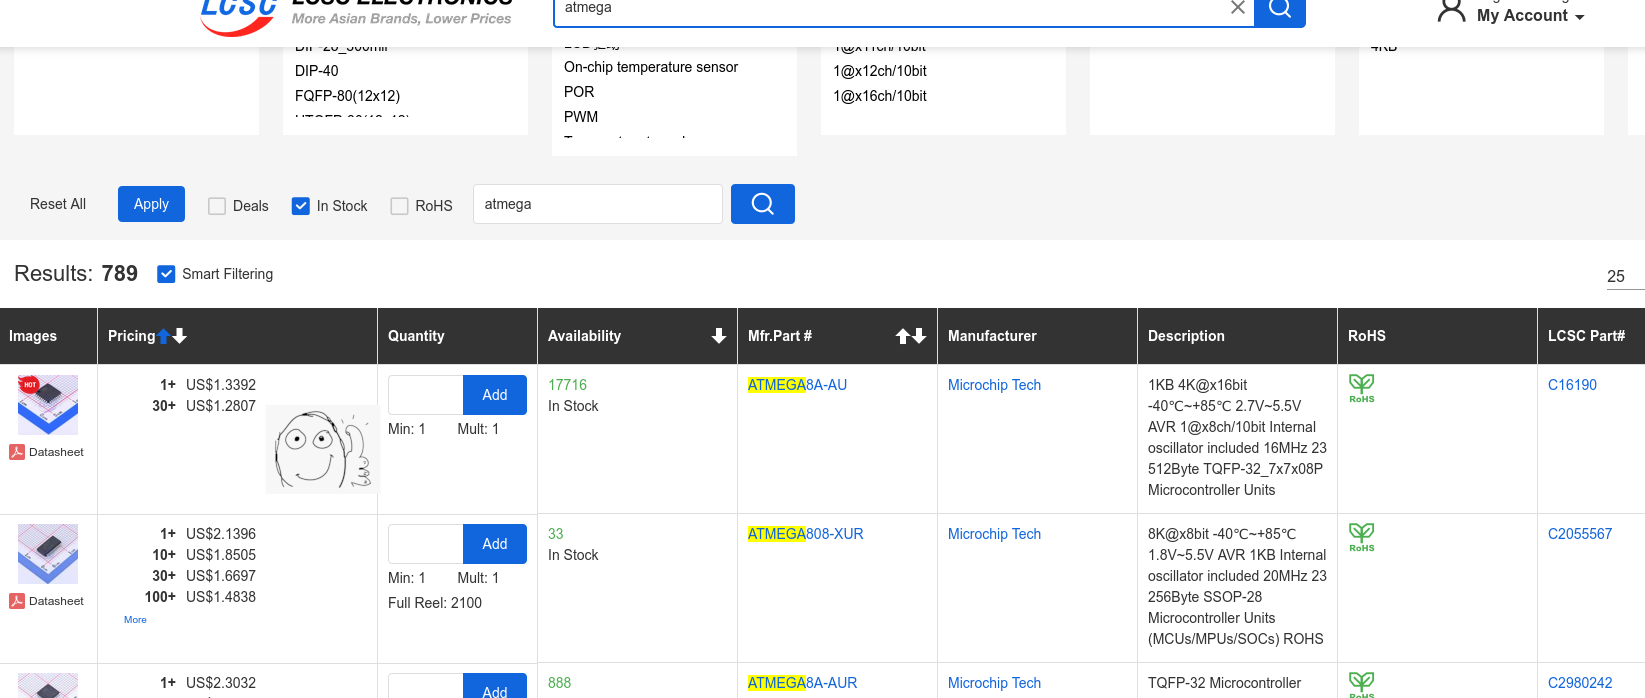 LCSC LCSC ELECTRONICS
More Asian Brands, Lower Prices
atmega
My Account
DIP-40
FQFP-80(12x12)
On-chip temperature sensor
POR
PWM
1@x11ch/10bit
1@x12ch/10bit
1@x16ch/10bit
4KB
Reset All
Apply
Deals
In Stock
RoHS
atmega
Results: 789
Smart Filtering
25
Images
Pricing
Quantity
Availability
Mfr.Part #
Manufacturer
Description
RoHS
LCSC Part#
HOT
Datasheet
1+ US$1.3392
30+ US$1.2807
Add
Min: 1 Mult: 1
17716
In Stock
ATMEGA8A-AU
Microchip Tech
1KB 4K@x16bit
-40℃~+85℃ 2.7V~5.5V
AVR 1@x8ch/10bit Internal
oscillator included 16MHz 23
512Byte TQFP-32_7x7x08P
Microcontroller Units
RoHS
C16190
Datasheet
1+ US$2.1396
10+ US$1.8505
30+ US$1.6697
100+ US$1.4838
More
Add
Min: 1 Mult: 1
Full Reel: 2100
33
In Stock
ATMEGA808-XUR
Microchip Tech
8K@x8bit -40℃~+85℃
1.8V~5.5V AVR 1KB Internal
oscillator included 20MHz 23
256Byte SSOP-28
Microcontroller Units
(MCUs/MPUs/SOCs) ROHS
RoHS
C2055567
1+ US$2.3032
Add
888
ATMEGA8A-AUR
Microchip Tech
TQFP-32 Microcontroller
RoHS
C2980242